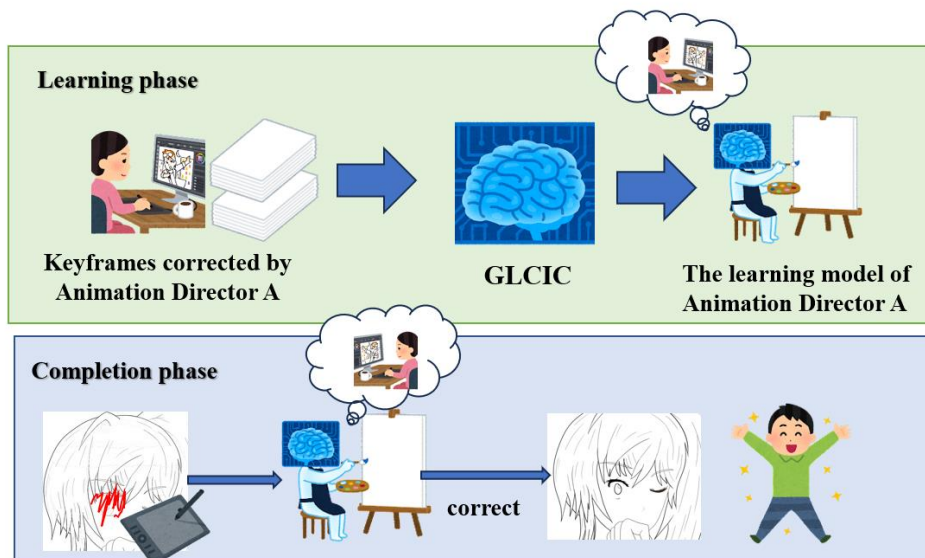 Learning phase
Keyframes corrected by
Animation Director A
GLCIC
The learning model of
Animation Director A
Completion phase
correct